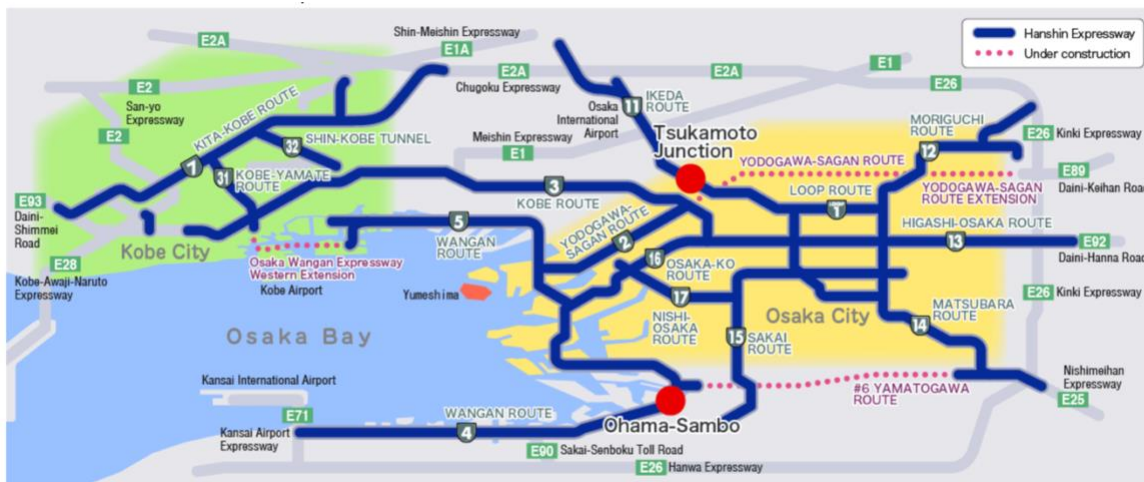 Hanshin Expressway
Under construction
Shin-Meishin Expressway
E2A
E1A
E2
San-yo
Expressway
E2A
Chugoku Expressway
E2A
E1
E26
E2
Meishin Expressway
E1
Osaka
International
Airport
11
IKEDA
ROUTE
Tsukamoto
Junction
MORIGUCHI
ROUTE
12
E26
Kinki Expressway
E89
Daini-Keihan Road
KITA-KOBE ROUTE
7
32
SHIN-KOBE TUNNEL
31
KOBE-YAMATE
ROUTE
3
KOBE ROUTE
YODOGAWA-SAGAN ROUTE
YODOGAWA-SAGAN
ROUTE EXTENSION
LOOP ROUTE
1
HIGASHI-OSAKA ROUTE
13
E92
Daini-Hanna Road
E93
Daini-
Shimmei
Road
Kobe City
E28
Kobe-Awaji-Naruto
Expressway
Osaka Wangan Expressway
Western Extension
Kobe Airport
5
WANGAN
ROUTE
YODOGAWA-
SAGAN ROUTE
2
16
OSAKA-KO
ROUTE
17
NISHI-
OSAKA
ROUTE
Yumeshima
Osaka Bay
15
SAKAI
ROUTE
Osaka City
MATSUBARA
ROUTE
14
E26
Kinki Expressway
#6 YAMATOGAWA
ROUTE
Nishimeihan
Expressway
E25
Kansai International Airport
E71
Kansai Airport
Expressway
WANGAN ROUTE
4
Ohama-Sambo
E90
Sakai-Senboku Toll Road
E26
Hanwa Expressway